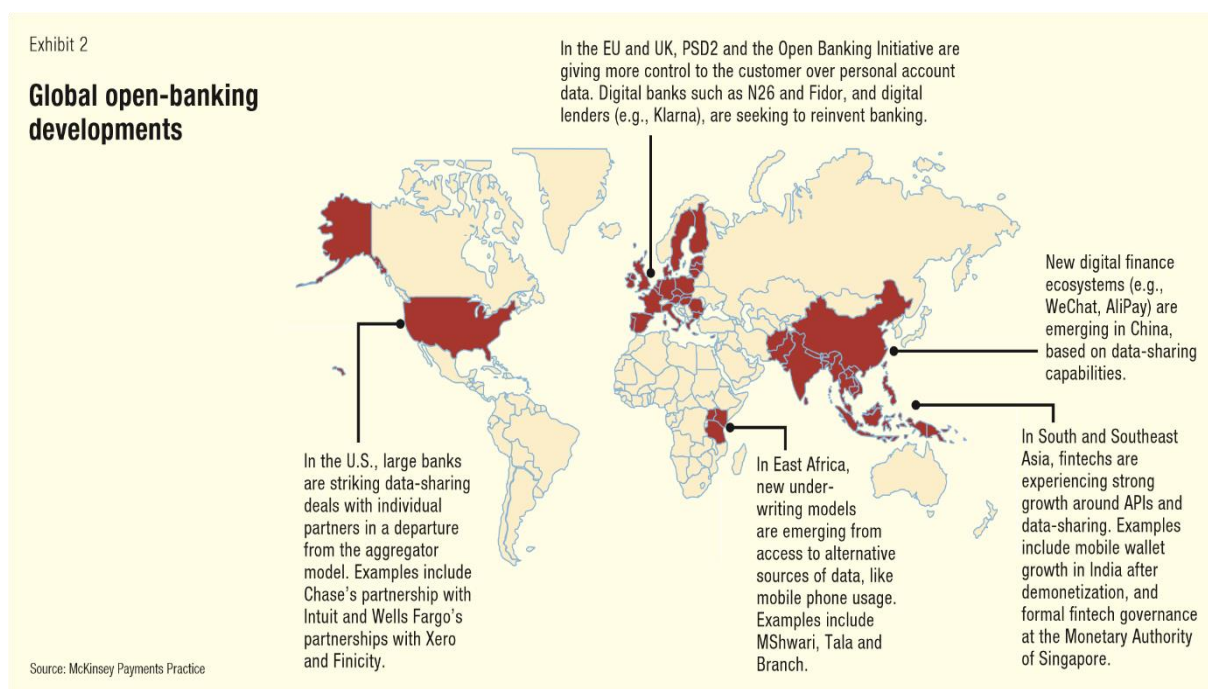 Exhibit 2
Global open-banking
developments
In the EU and UK, PSD2 and the Open Banking Initiative are
giving more control to the customer over personal account
data. Digital banks such as N26 and Fidor, and digital
lenders (e.g., Klarna), are seeking to reinvent banking.
New digital finance
ecosystems (e.g.,
WeChat, AliPay) are
emerging in China,
based on data-sharing
capabilities.
In the U.S., large banks
are striking data-sharing
deals with individual
partners in a departure
from the aggregator
model. Examples include
Chase’s partnership with
Intuit and Wells Fargo’s
partnerships with Xero
and Finicity.
In East Africa,
new under-
writing models
are emerging from
access to alternative
sources of data, like
mobile phone usage.
Examples include
MShwari, Tala and
Branch.
In South and Southeast
Asia, fintechs are
experiencing strong
growth around APIs and
data-sharing. Examples
include mobile wallet
growth in India after
demonetization, and
formal fintech governance
at the Monetary Authority
of Singapore.
Source: McKinsey Payments Practice